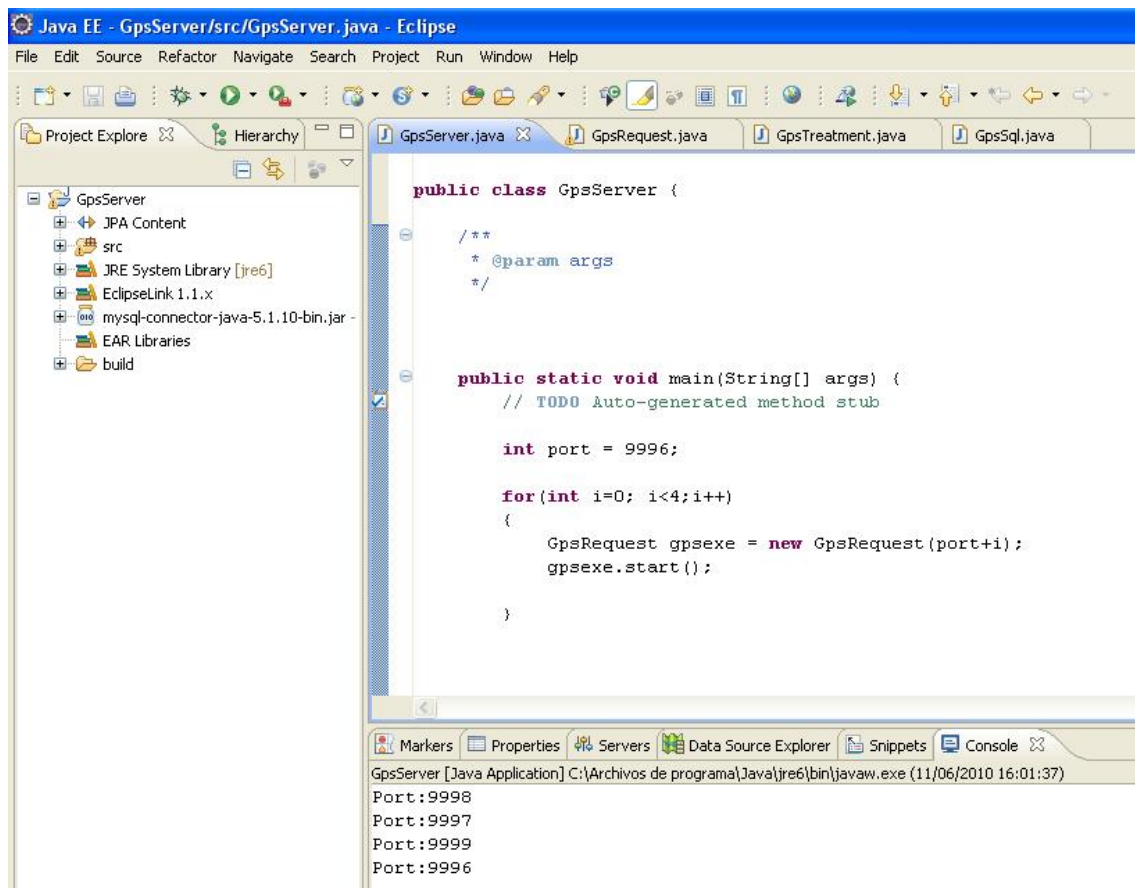 Java EE - GpsServer/src/GpsServer.java - Eclipse
File Edit Source Refactor Navigate Search Project Run Window Help
Project Explore Hierarchy
GpsServer
JPA Content
src
JRE System Library [jre6]
EclipseLink 1.1.x
mysql-connector-java-5.1.10-bin.jar -
EAR Libraries
build
GpsServer.java GpsRequest.java GpsTreatment.java GpsSql.java
public class GpsServer {
/**
* @param args
*/
public static void main(String[] args) {
// TODO Auto-generated method stub
int port = 9996;
for(int i=0; i<4;i++)
{
GpsRequest gpsexe = new GpsRequest(port+i);
gpsexe.start();
}
Markers Properties Servers Data Source Explorer Snippets Console
GpsServer [Java Application] C:\Archivos de programa\Java\jre6\bin\javaw.exe (11/06/2010 16:01:37)
Port:9998
Port:9997
Port:9999
Port:9996